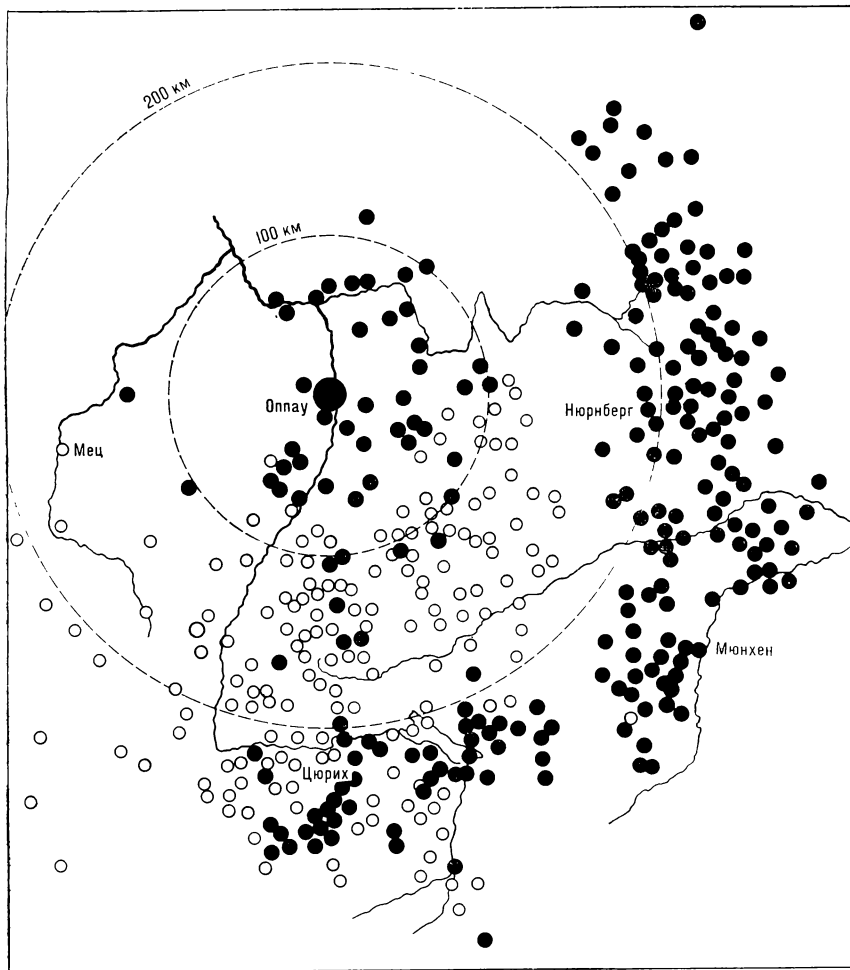 200 км
100 км
Оппау
Нюрнберг
Мец
Мюнхен
Цюрих